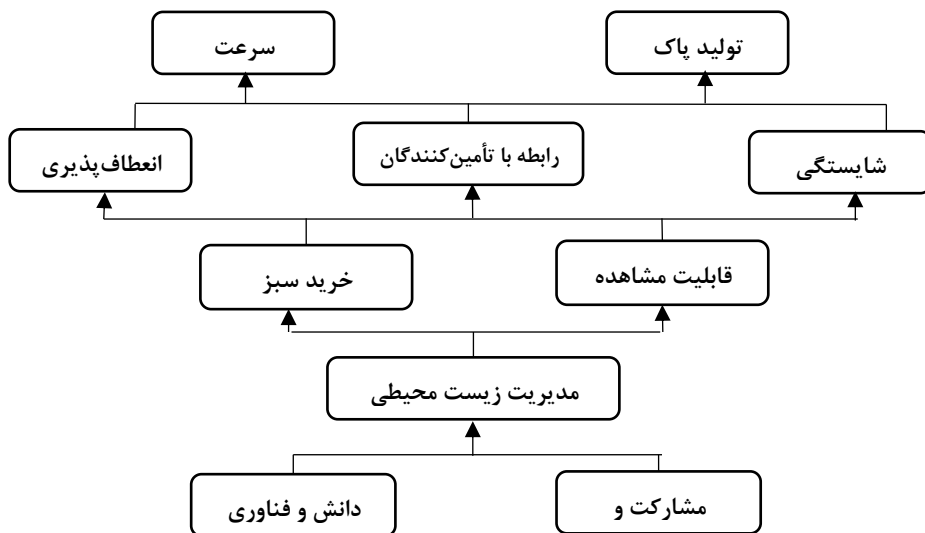 تولید پاک
سرعت
شایستگی
رابطه با تأمین‌کنندگان
انعطاف‌پذیری
قابلیت مشاهده
خرید سبز
مدیریت زیست محیطی
مشارکت و
دانش و فناوری